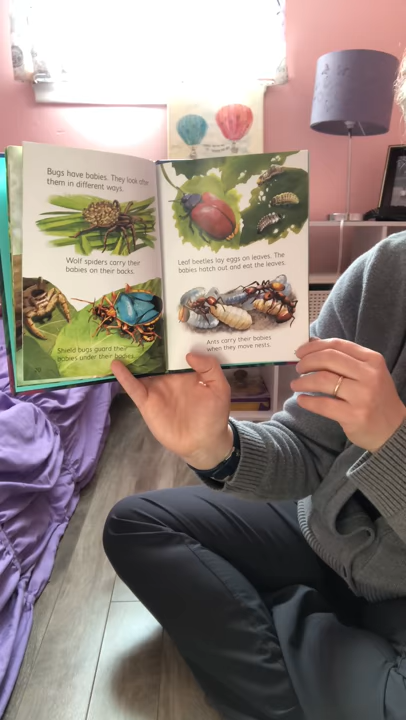 Bugs have babies. They look after
them in different ways.
Wolf spiders carry their
babies on their backs.
Shield bugs guard their
babies under their bodies.
Leaf beetles lay eggs on leaves. The
babies hatch out and eat the leaves.
Ants carry their babies
when they move nests.